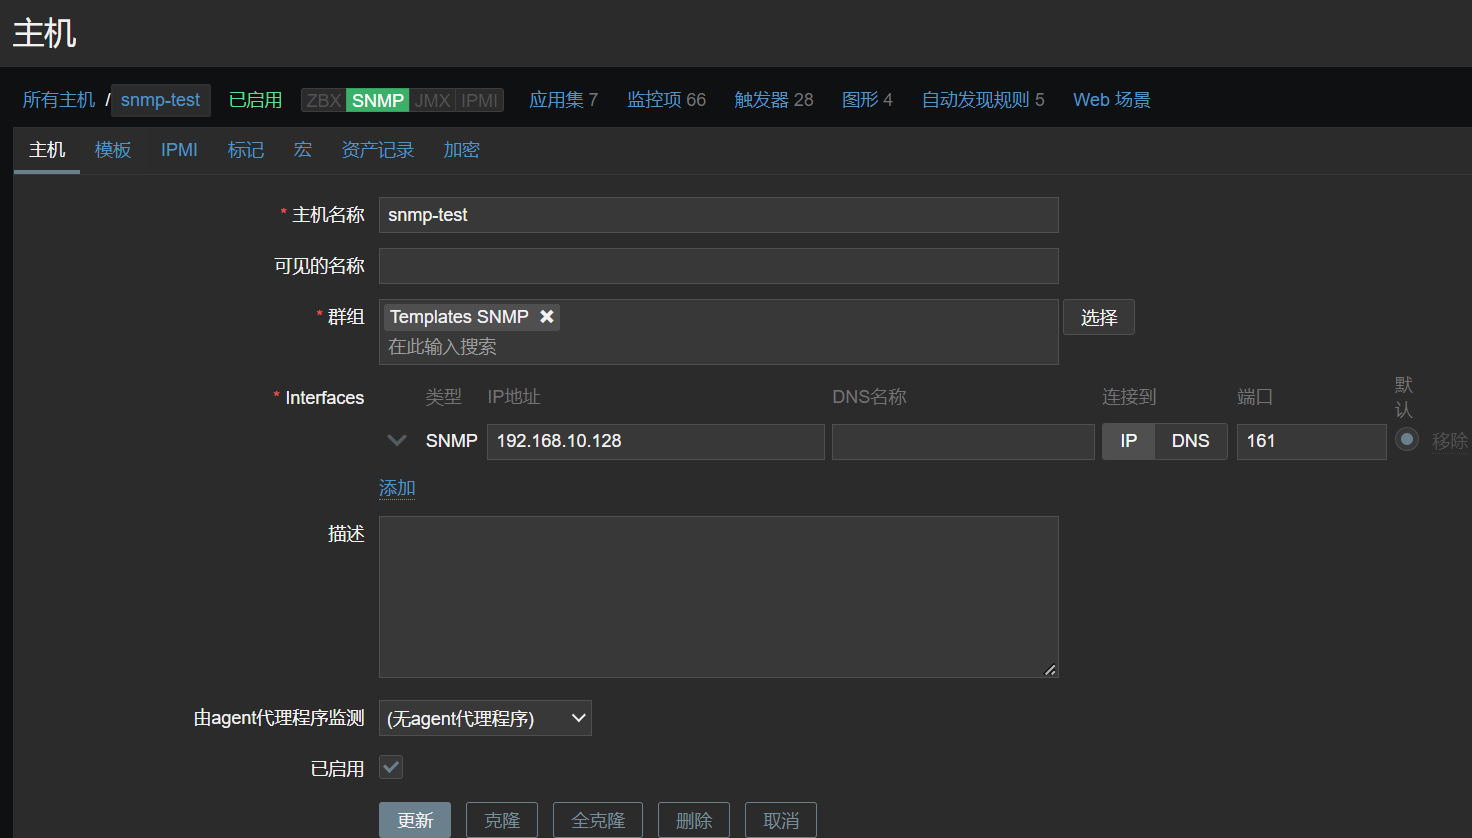 主机
所有主机 / snmp-test 已启用 ZBX SNMP JMX IPMI 应用集 7 监控项 66 触发器 28 图形 4 自动发现规则 5 Web 场景
主机 模板 IPMI 标记 宏 资产记录 加密
* 主机名称 snmp-test
可见的名称
* 群组 Templates SNMP 选择
在此输入搜索
* Interfaces 类型 IP地址 DNS名称 连接到 端口 默认
SNMP 192.168.10.128 IP DNS 161 移除
添加
描述
由agent代理程序监测 (无agent代理程序)
已启用
更新 克隆 全克隆 删除 取消